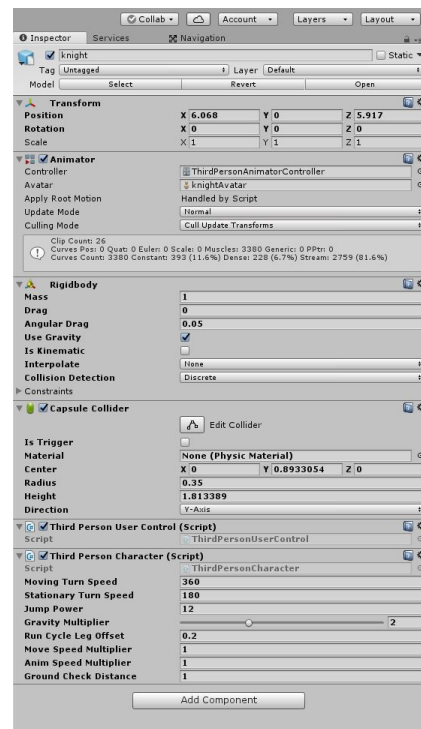 Collab Account Layers Layout
Inspector Services Navigation
knight Static
Tag Untagged Layer Default
Model Select Revert Open
Transform
Position X 6.068 Y 0 Z 5.917
Rotation X 0 Y 0 Z 0
Scale X 1 Y 1 Z 1
Animator
Controller ThirdPersonAnimatorController
Avatar knightAvatar
Apply Root Motion Handled by Script
Update Mode Normal
Culling Mode Cull Update Transforms
Clip Count: 26
Curves Pos: 0 Quat: 0 Euler: 0 Scale: 0 Muscles: 3380 Generic: 0 PPtr: 0
Curves Count: 3380 Constant: 393 (11.6%) Dense: 228 (6.7%) Stream: 2759 (81.6%)
Rigidbody
Mass 1
Drag 0
Angular Drag 0.05
Use Gravity
Is Kinematic
Interpolate None
Collision Detection Discrete
Constraints
Capsule Collider
Edit Collider
Is Trigger
Material None (Physic Material)
Center X 0 Y 0.8933054 Z 0
Radius 0.35
Height 1.813389
Direction Y-Axis
Third Person User Control (Script)
Script ThirdPersonUserControl
Third Person Character (Script)
Script ThirdPersonCharacter
Moving Turn Speed 360
Stationary Turn Speed 180
Jump Power 12
Gravity Multiplier 2
Run Cycle Leg Offset 0.2
Move Speed Multiplier 1
Anim Speed Multiplier 1
Ground Check Distance 1
Add Component